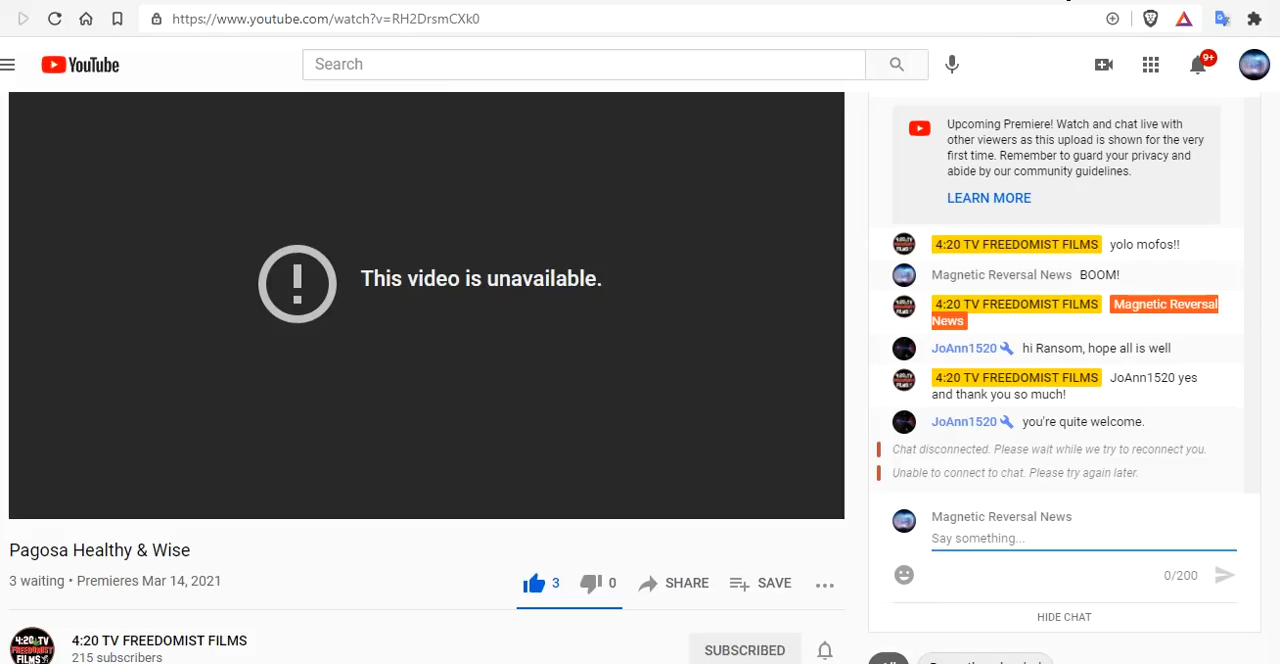 https://www.youtube.com/watch?v=RH2DrsmCXk0
YouTube
Search
9+
This video is unavailable.
Pagosa Healthy & Wise
3 waiting • Premieres Mar 14, 2021
3
0
SHARE
SAVE
4:20 TV FREEDOMIST FILMS
4:20 TV FREEDOMIST FILMS
215 subscribers
SUBSCRIBED
Upcoming Premiere! Watch and chat live with
other viewers as this upload is shown for the very
first time. Remember to guard your privacy and
abide by our community guidelines.
LEARN MORE
4:20 TV FREEDOMIST FILMS yolo mofos!!
Magnetic Reversal News BOOM!
4:20 TV FREEDOMIST FILMS Magnetic Reversal
News
JoAnn1520 hi Ransom, hope all is well
4:20 TV FREEDOMIST FILMS JoAnn1520 yes
and thank you so much!
JoAnn1520 you're quite welcome.
Chat disconnected. Please wait while we try to reconnect you.
Unable to connect to chat. Please try again later.
Magnetic Reversal News
Say something...
0/200
HIDE CHAT